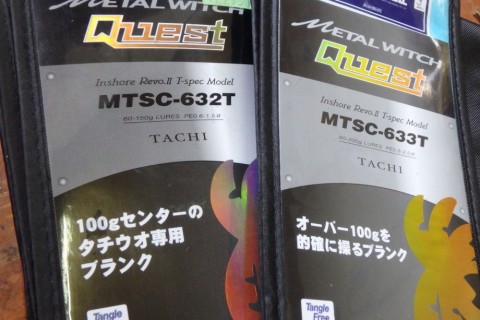 METAL WITCH
Quest
Inshore Revo.II T-spec Model
MTSC-632T
TACHI
100gセンターの
タチウオ専用
ブランク
Tangle
METAL WITCH
Quest
Inshore Revo.II T-spec Model
MTSC-633T
TACHI
オーバー100gを
的確に操るブランク
Tangle
Free